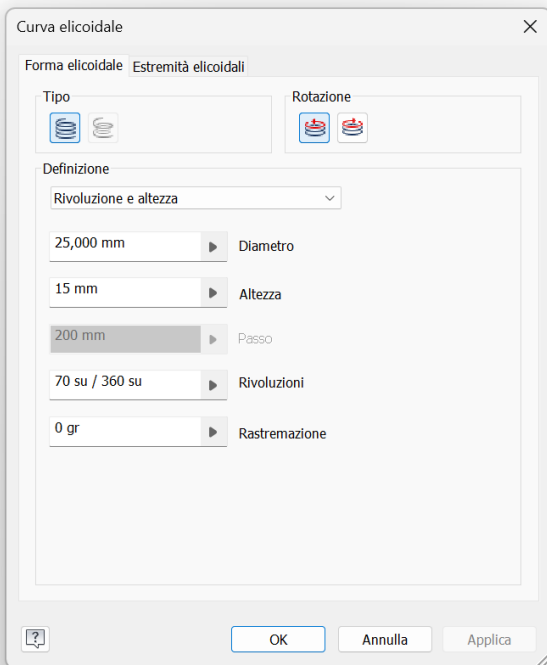 Curva elicoidale
Forma elicoidale Estremità elicoidali
Tipo
Rotazione
Definizione
Rivoluzione e altezza
25,000 mm Diametro
15 mm Altezza
200 mm Passo
70 su / 360 su Rivoluzioni
0 gr Rastremazione
?
OK Annulla Applica